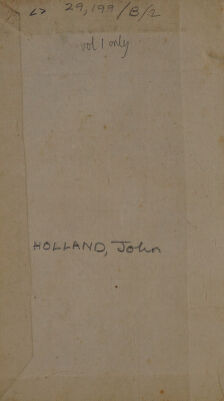 29,199/B/2
vol 1 only
HOLLAND, John